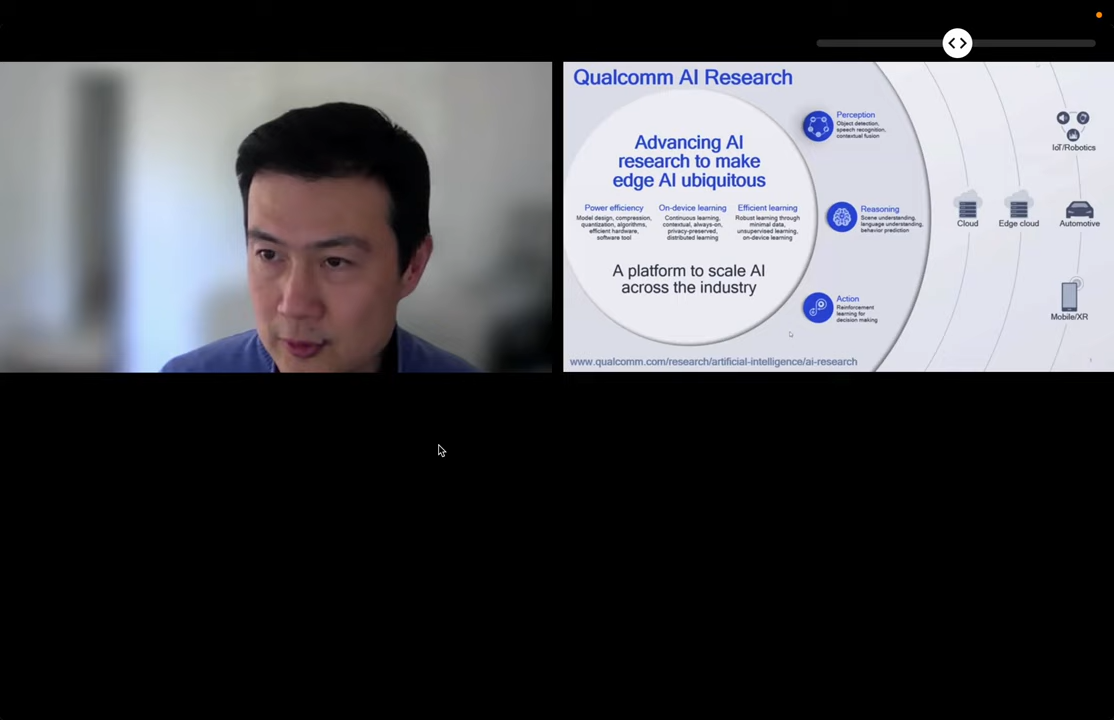 Qualcomm AI Research
Advancing AI
research to make
edge AI ubiquitous
Power efficiency
Model design, compression,
quantization, algorithms,
efficient hardware,
software tool
On-device learning
Continuous learning,
contextual, always-on,
privacy-preserved,
distributed learning
Efficient learning
Robust learning through
minimal data,
unsupervised learning,
on-device learning
A platform to scale AI
across the industry
www.qualcomm.com/research/artificial-intelligence/ai-research
Perception
Object detection,
speech recognition,
contextual fusion
Reasoning
Scene understanding,
language understanding,
behavior prediction
Action
Reinforcement
learning for
decision making
Cloud
Edge cloud
IoT/Robotics
Automotive
Mobile/XR